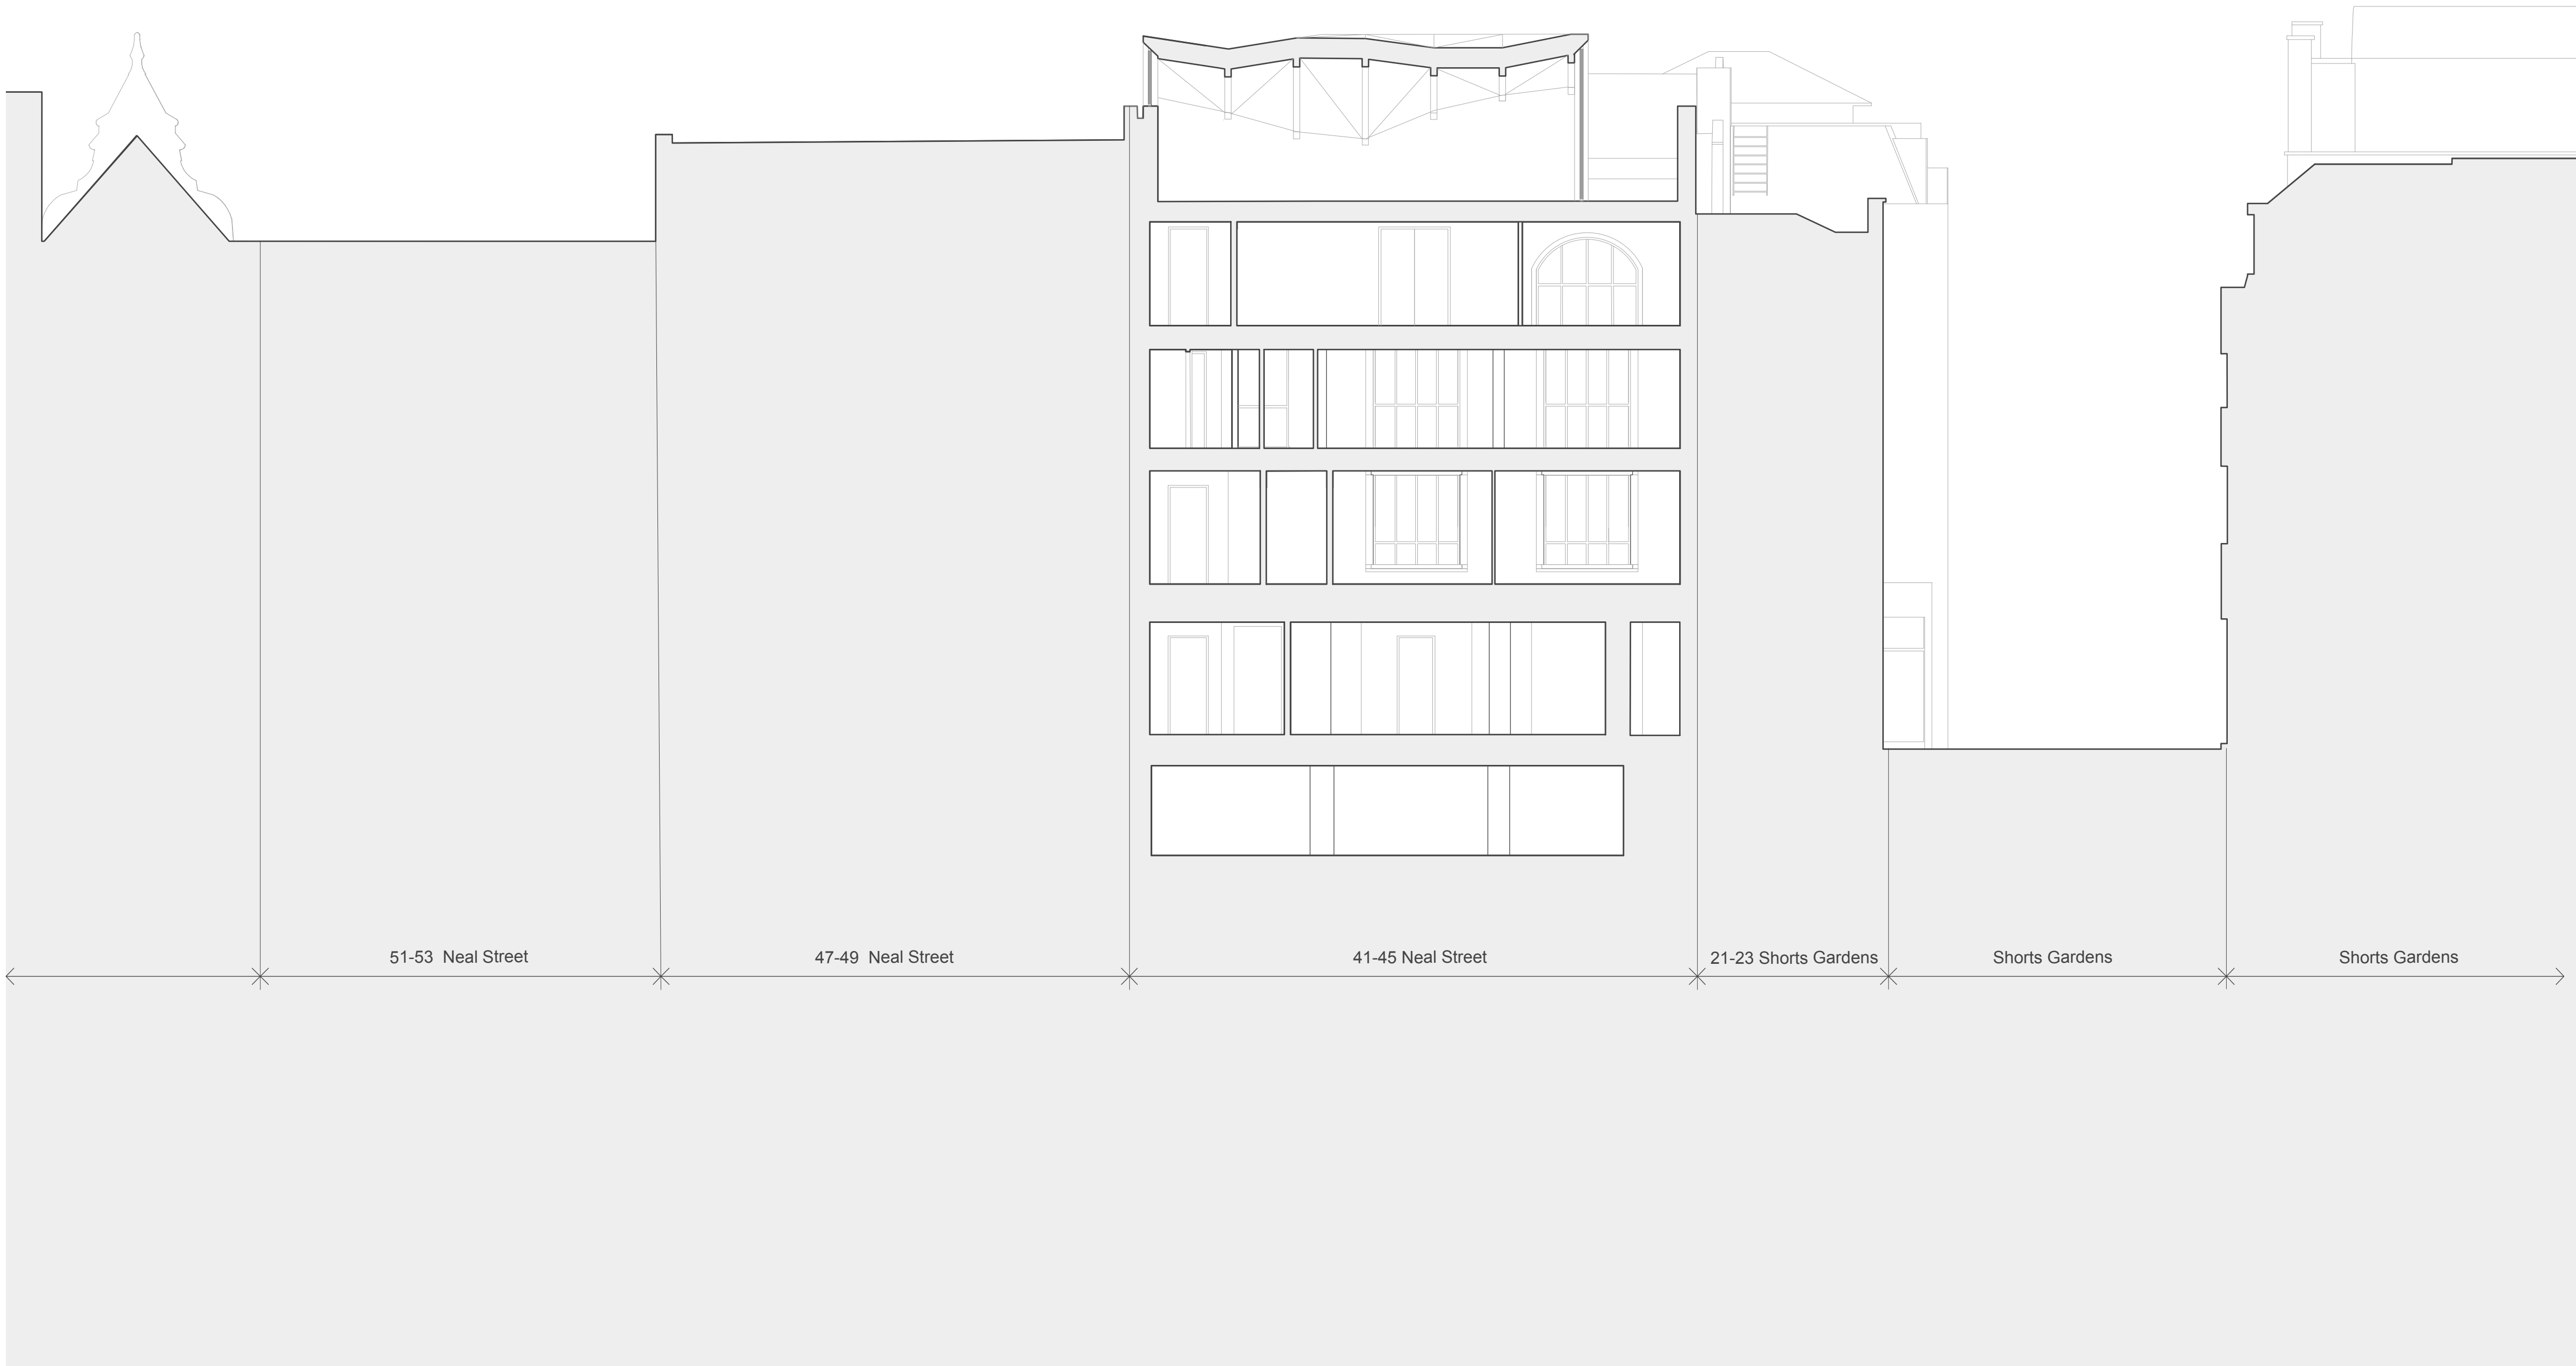 51-53 Neal Street
47-49 Neal Street
41-45 Neal Street
21-23 Shorts Gardens
Shorts Gardens
Shorts Gardens